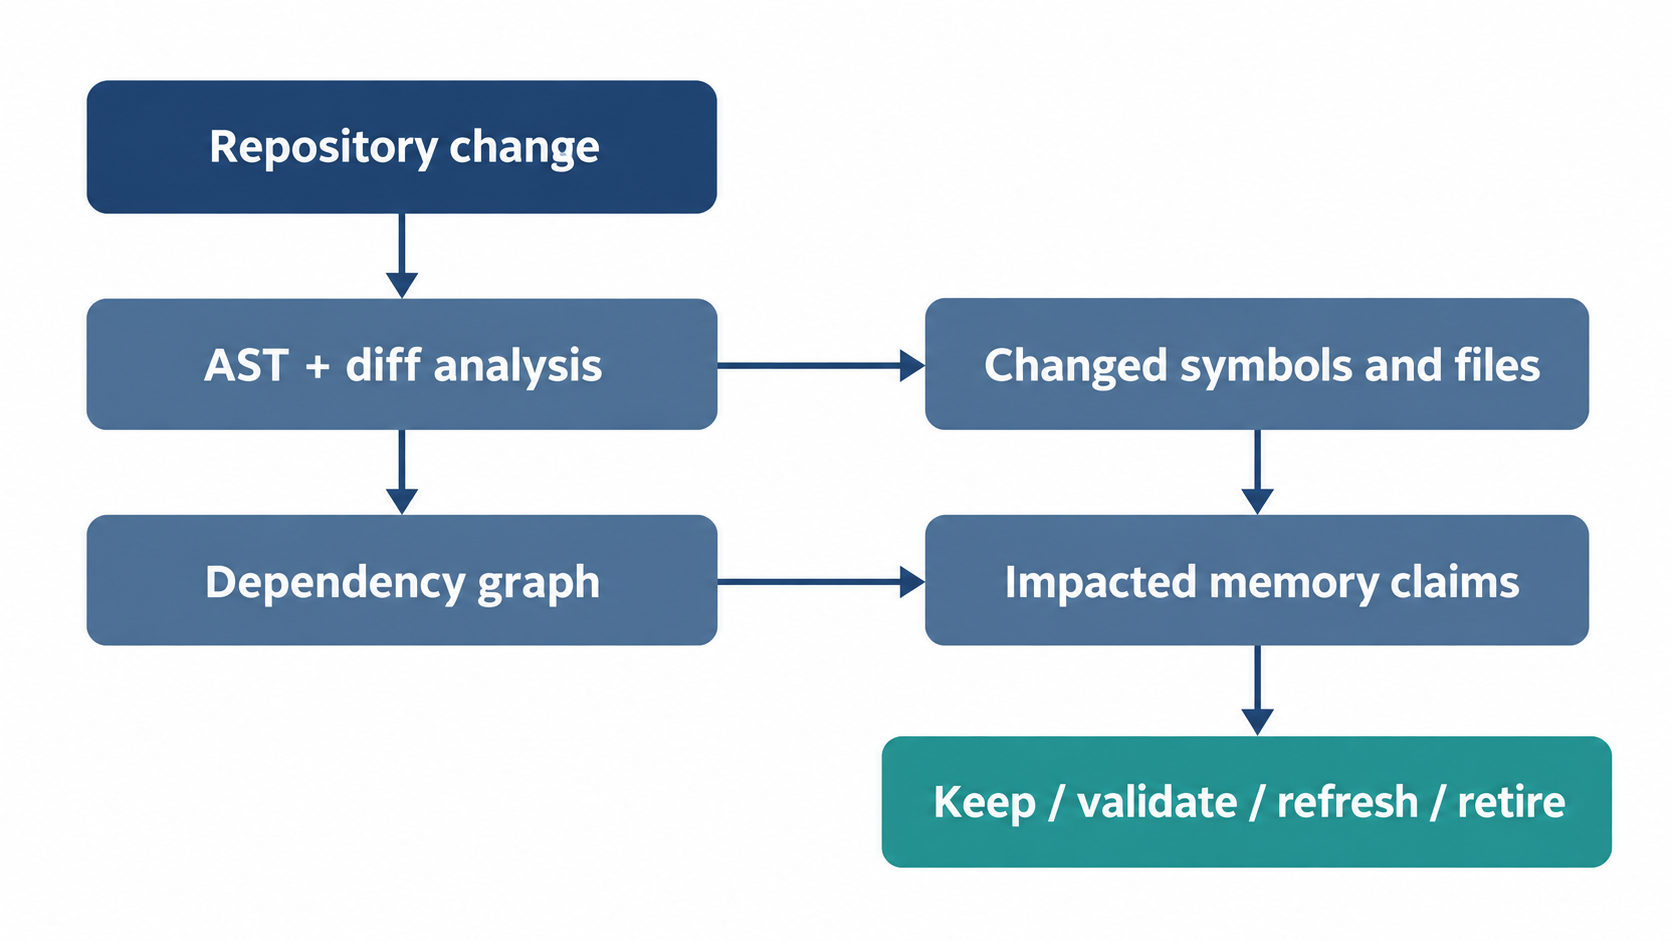 Repository change
AST + diff analysis
Changed symbols and files
Dependency graph
Impacted memory claims
Keep / validate / refresh / retire